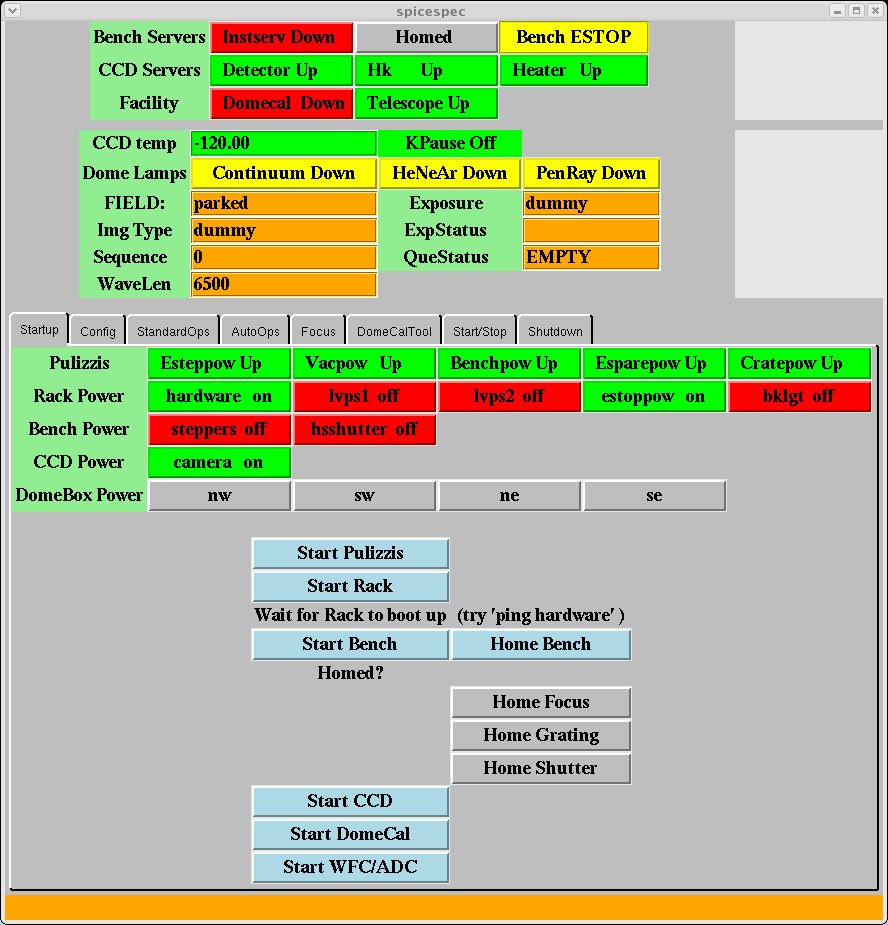 spicespec
Bench Servers Instserv Down Homed Bench ESTOP
CCD Servers Detector Up Hk Up Heater Up
Facility Domecal Down Telescope Up
CCD temp -120.00 KPause Off
Dome Lamps Continuum Down HeNeAr Down PenRay Down
FIELD: parked Exposure dummy
Img Type dummy ExpStatus
Sequence 0 QueStatus EMPTY
WaveLen 6500
Startup Config StandardOps AutoOps Focus DomeCalTool Start/Stop Shutdown
Pulizzis Esteppow Up Vacpow Up Benchpow Up Esparepow Up Cratepow Up
Rack Power hardware on lvps1 off lvps2 off estoppow on bklgt off
Bench Power steppers off hsshutter off
CCD Power camera on
DomeBox Power nw sw ne se
Start Pulizzis
Start Rack
Wait for Rack to boot up (try 'ping hardware' )
Start Bench Home Bench
Homed?
Home Focus
Home Grating
Home Shutter
Start CCD
Start DomeCal
Start WFC/ADC